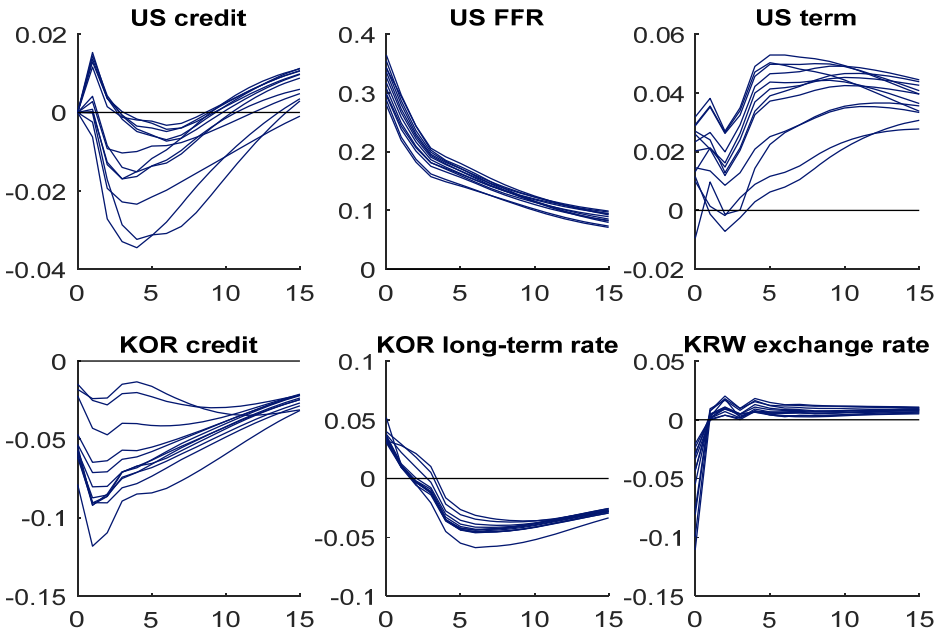 US credit
0.02
0
-0.02
-0.04
0 5 10 15
US FFR
0.4
0.3
0.2
0.1
0
0 5 10 15
US term
0.06
0.04
0.02
0
-0.02
0 5 10 15
KOR credit
0
-0.05
-0.1
-0.15
0 5 10 15
KOR long-term rate
0.1
0.05
0
-0.05
-0.1
0 5 10 15
KRW exchange rate
0.05
0
-0.05
-0.1
-0.15
0 5 10 15